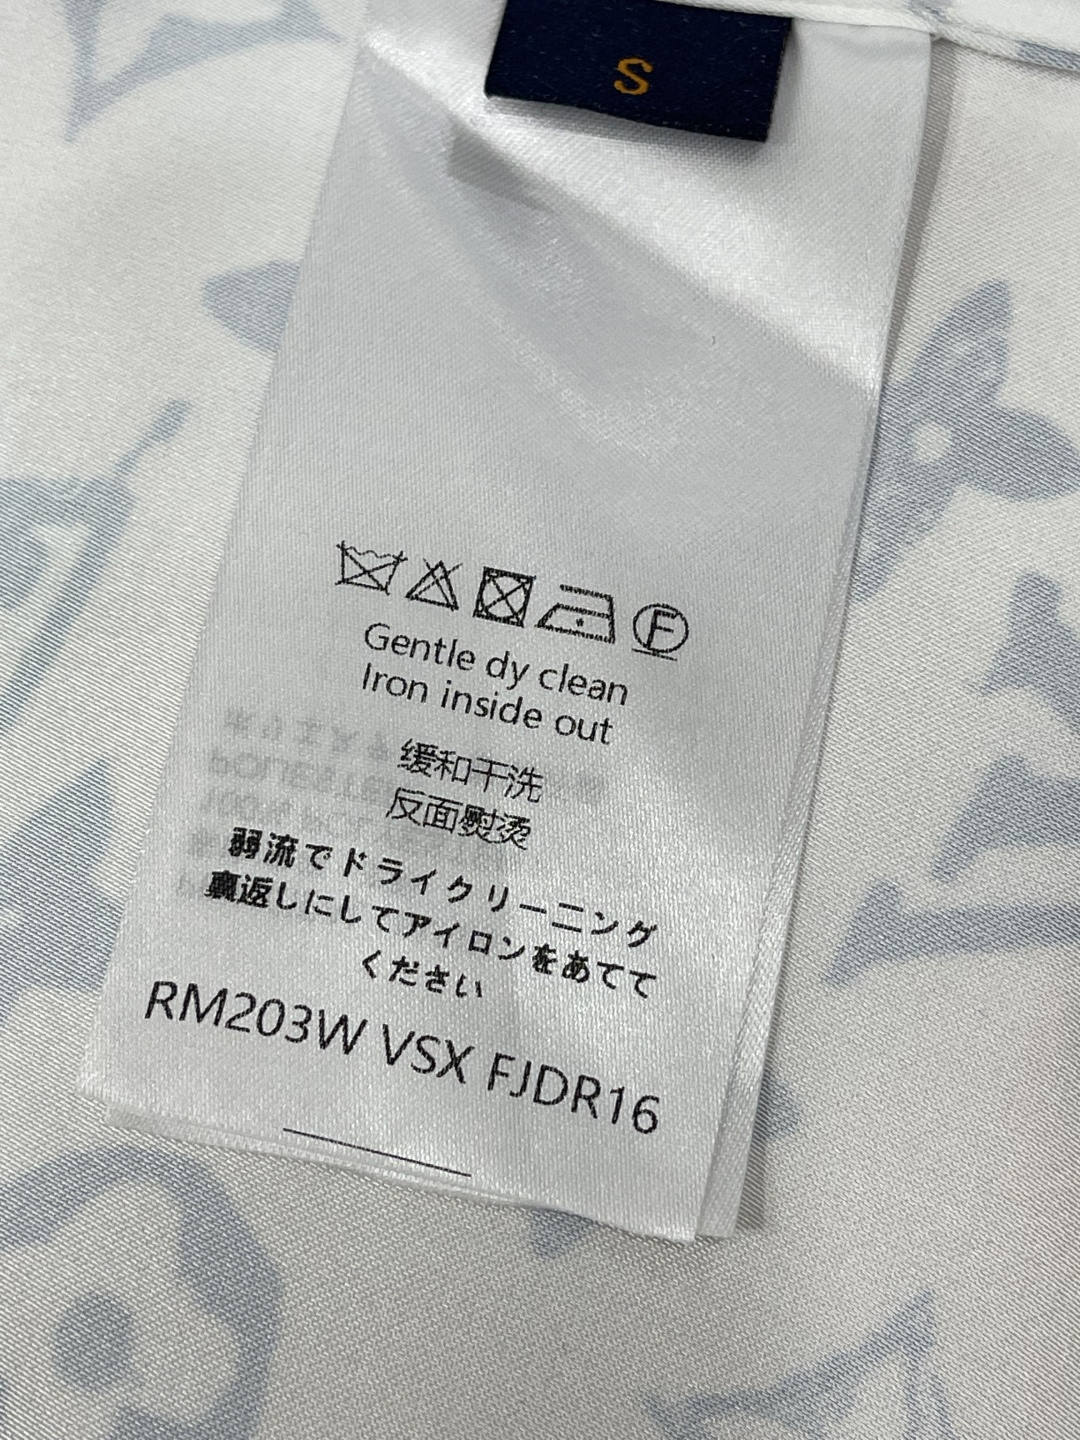 S
F
Gentle dy clean
Iron inside out
缓和干洗
反面熨烫
弱流でドライクリーニング
裏返しにしてアイロンをあてて
ください
RM203W VSX FJDR16